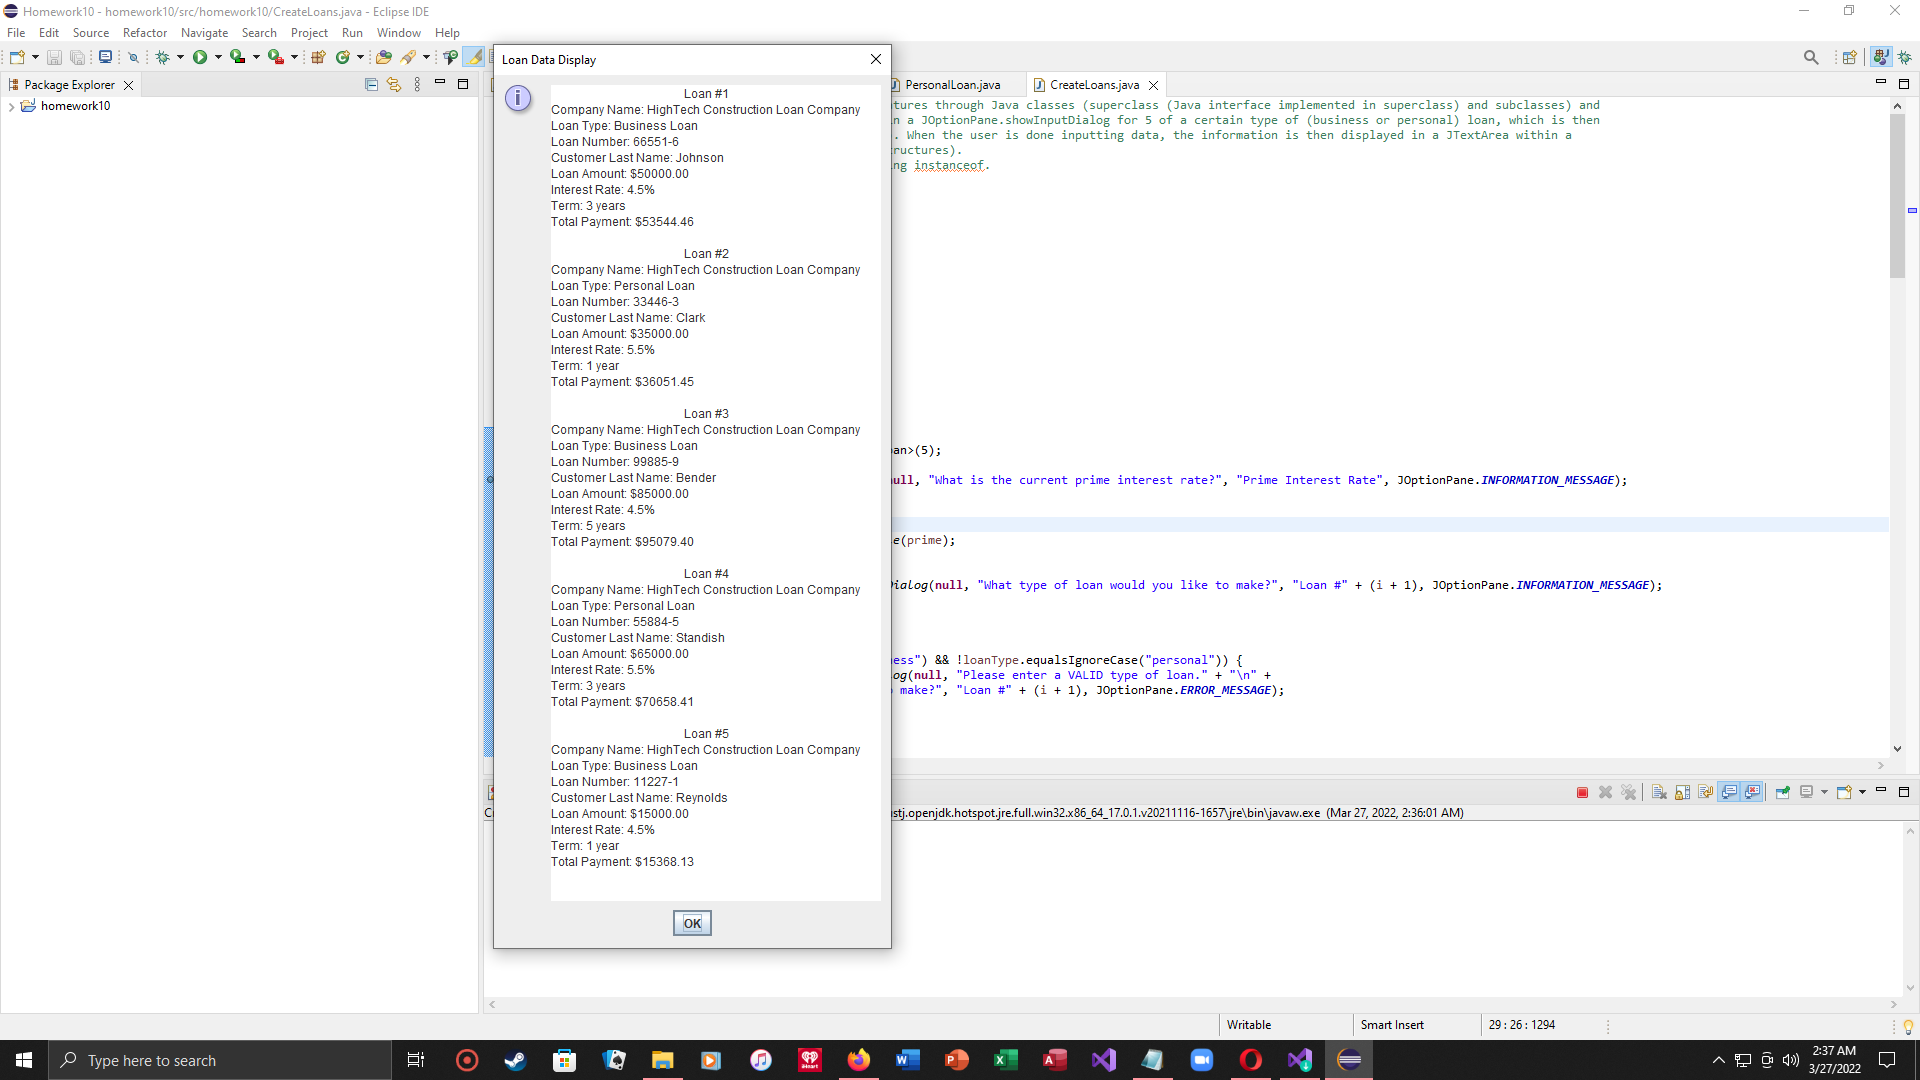 Homework10 - homework10/src/homework10/CreateLoans.java - Eclipse IDE
File Edit Source Refactor Navigate Search Project Run Window Help
Package Explorer
homework10
PersonalLoan.java
CreateLoans.java
tures through Java classes (superclass (Java interface implemented in superclass) and subclasses) and
n a JOptionPane.showInputDialog for 5 of a certain type of (business or personal) loan, which is then
. When the user is done inputting data, the information is then displayed in a JTextArea within a
ructures).
ng instanceof.
an>(5);
ull, "What is the current prime interest rate?", "Prime Interest Rate", JOptionPane.INFORMATION_MESSAGE);
e(prime);
Dialog(null, "What type of loan would you like to make?", "Loan #" + (i + 1), JOptionPane.INFORMATION_MESSAGE);
ess") && !loanType.equalsIgnoreCase("personal")) {
og(null, "Please enter a VALID type of loan." + "\n" +
make?", "Loan #" + (i + 1), JOptionPane.ERROR_MESSAGE);
Loan Data Display
Loan #1
Company Name: HighTech Construction Loan Company
Loan Type: Business Loan
Loan Number: 66551-6
Customer Last Name: Johnson
Loan Amount: $50000.00
Interest Rate: 4.5%
Term: 3 years
Total Payment: $53544.46
Loan #2
Company Name: HighTech Construction Loan Company
Loan Type: Personal Loan
Loan Number: 33446-3
Customer Last Name: Clark
Loan Amount: $35000.00
Interest Rate: 5.5%
Term: 1 year
Total Payment: $36051.45
Loan #3
Company Name: HighTech Construction Loan Company
Loan Type: Business Loan
Loan Number: 99885-9
Customer Last Name: Bender
Loan Amount: $85000.00
Interest Rate: 4.5%
Term: 5 years
Total Payment: $95079.40
Loan #4
Company Name: HighTech Construction Loan Company
Loan Type: Personal Loan
Loan Number: 55884-5
Customer Last Name: Standish
Loan Amount: $65000.00
Interest Rate: 5.5%
Term: 3 years
Total Payment: $70658.41
Loan #5
Company Name: HighTech Construction Loan Company
Loan Type: Business Loan
Loan Number: 11227-1
Customer Last Name: Reynolds
Loan Amount: $15000.00
Interest Rate: 4.5%
Term: 1 year
Total Payment: $15368.13
OK
stj.openjdk.hotspot.jre.full.win32.x86_64_17.0.1.v20211116-1657\jre\bin\javaw.exe (Mar 27, 2022, 2:36:01 AM)
Writable
Smart Insert
29 : 26 : 1294
Type here to search
2:37 AM
3/27/2022